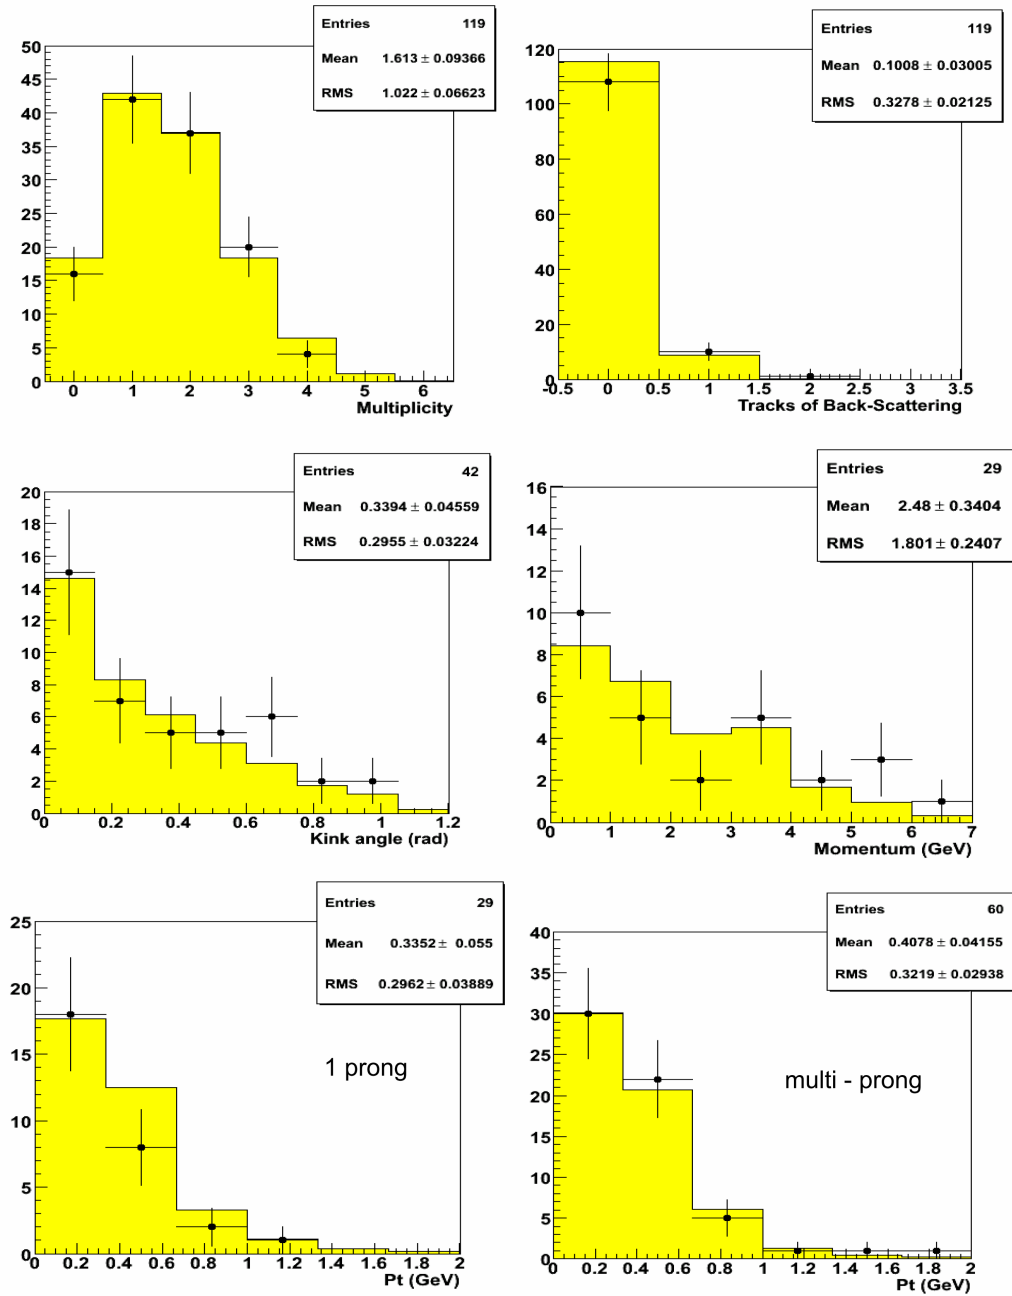 Entries 119
Mean 1.613 ± 0.09366
RMS 1.022 ± 0.06623
50
45
40
35
30
25
20
15
10
5
0
0 1 2 3 4 5 6
Multiplicity
Entries 119
Mean 0.1008 ± 0.03005
RMS 0.3278 ± 0.02125
120
100
80
60
40
20
0
-0.5 0 0.5 1 1.5 2 2.5 3 3.5
Tracks of Back-Scattering
Entries 42
Mean 0.3394 ± 0.04559
RMS 0.2955 ± 0.03224
20
18
16
14
12
10
8
6
4
2
0
0 0.2 0.4 0.6 0.8 1 1.2
Kink angle (rad)
Entries 29
Mean 2.48 ± 0.3404
RMS 1.801 ± 0.2407
16
14
12
10
8
6
4
2
0
0 1 2 3 4 5 6 7
Momentum (GeV)
Entries 29
Mean 0.3352 ± 0.055
RMS 0.2962 ± 0.03889
25
20
15
10
5
0
1 prong
0 0.2 0.4 0.6 0.8 1 1.2 1.4 1.6 1.8 2
Pt (GeV)
Entries 60
Mean 0.4078 ± 0.04155
RMS 0.3219 ± 0.02938
40
35
30
25
20
15
10
5
0
multi - prong
0 0.2 0.4 0.6 0.8 1 1.2 1.4 1.6 1.8 2
Pt (GeV)